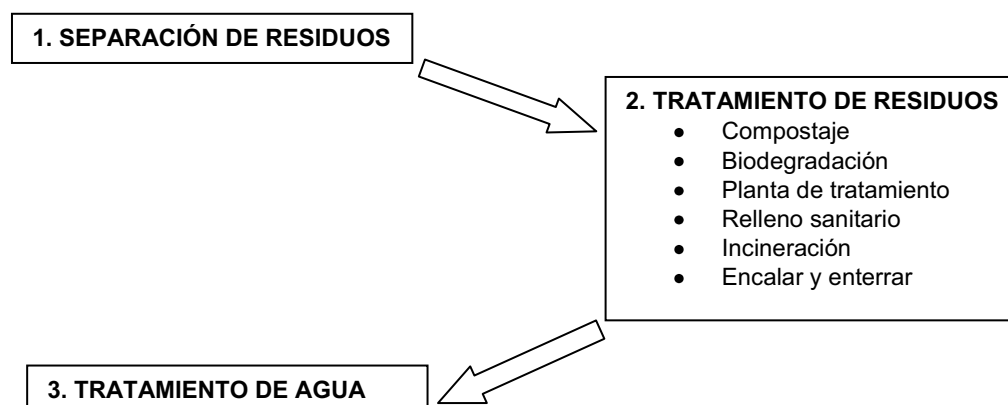 1. SEPARACIÓN DE RESIDUOS
2. TRATAMIENTO DE RESIDUOS
• Compostaje
• Biodegradación
• Planta de tratamiento
• Relleno sanitario
• Incineración
• Encalar y enterrar
3. TRATAMIENTO DE AGUA